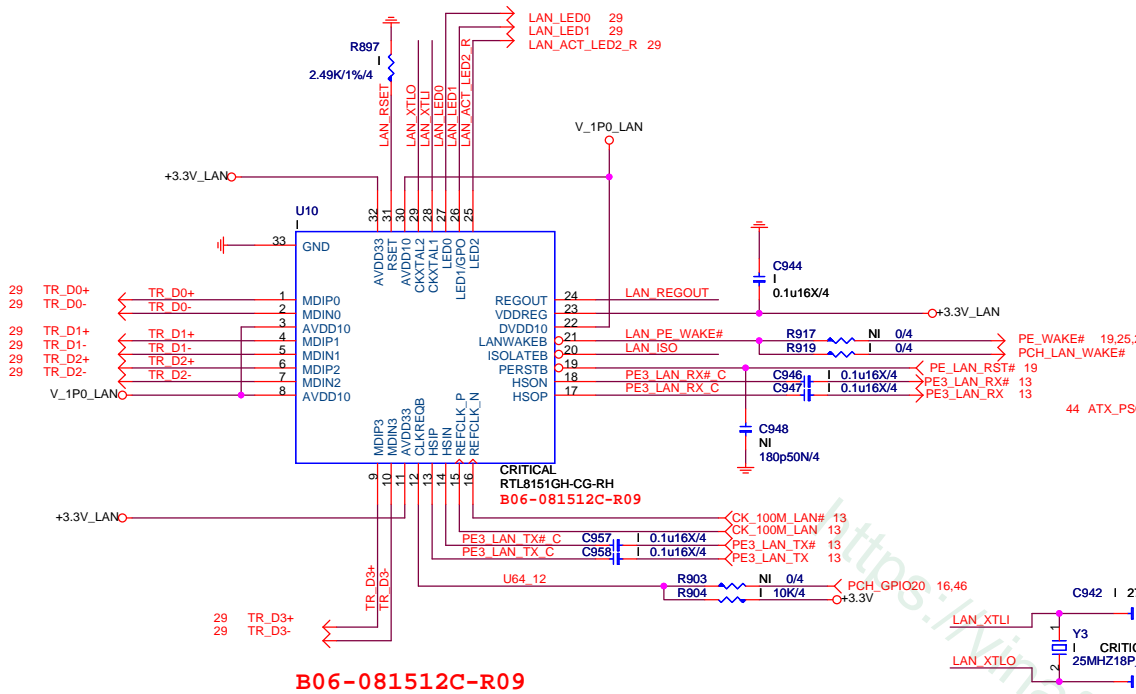 LAN_LED0 29
LAN_LED1 29
LAN_ACT_LED2_R 29
R897
I
2.49K/1%/4
LAN_RSET
LAN_XTLO
LAN_XTLI
LAN_LED0
LAN_LED1
LAN_ACT_LED2_R
V_1P0_LAN
+3.3V_LAN
U10
I
32
31
30
29
28
27
26
25
33
GND
AVDD33
RSET
AVDD10
CKXTAL2
CKXTAL1
LED0
LED1/GPO
LED2
C944
I
0.1u16X/4
29 TR_D0+ TR_D0+ 1 MDIP0
29 TR_D0- TR_D0- 2 MDIN0
3 AVDD10
29 TR_D1+ TR_D1+ 4 MDIP1
29 TR_D1- TR_D1- 5 MDIN1
29 TR_D2+ TR_D2+ 6 MDIP2
29 TR_D2- TR_D2- 7 MDIN2
V_1P0_LAN 8 AVDD10
REGOUT 24 LAN_REGOUT
VDDREG 23 +3.3V_LAN
DVDD10 22
LANWAKEB 21 LAN_PE_WAKE# R917 NI 0/4 PE_WAKE# 19,25,
ISOLATEB 20 LAN_ISO R919 I 0/4 PCH_LAN_WAKE#
PERSTB 19 PE_LAN_RST# 19
HSON 18 PE3_LAN_RX#_C C946 I 0.1u16X/4 PE3_LAN_RX# 13
HSOP 17 PE3_LAN_RX_C C947 I 0.1u16X/4 PE3_LAN_RX 13
44
C948
NI
180p50N/4
MDIP3
MDIN3
AVDD33
CLKREQB
HSIP
HSIN
REFCLK_P
REFCLK_N
9
10
11
12
13
14
15
16
CRITICAL
RTL8151GH-CG-RH
B06-081512C-R09
+3.3V_LAN
CK_100M_LAN# 13
CK_100M_LAN 13
PE3_LAN_TX#_C C957 I 0.1u16X/4 PE3_LAN_TX# 13
PE3_LAN_TX_C C958 I 0.1u16X/4 PE3_LAN_TX 13
U64_12
R903 NI 0/4 PCH_GPIO20 16,46
R904 I 10K/4 +3.3V
TR_D3+
TR_D3-
29 TR_D3+
29 TR_D3-
C942 I
LAN_XTLI
1
Y3
I
25MHZ18P
2
LAN_XTLO
B06-081512C-R09